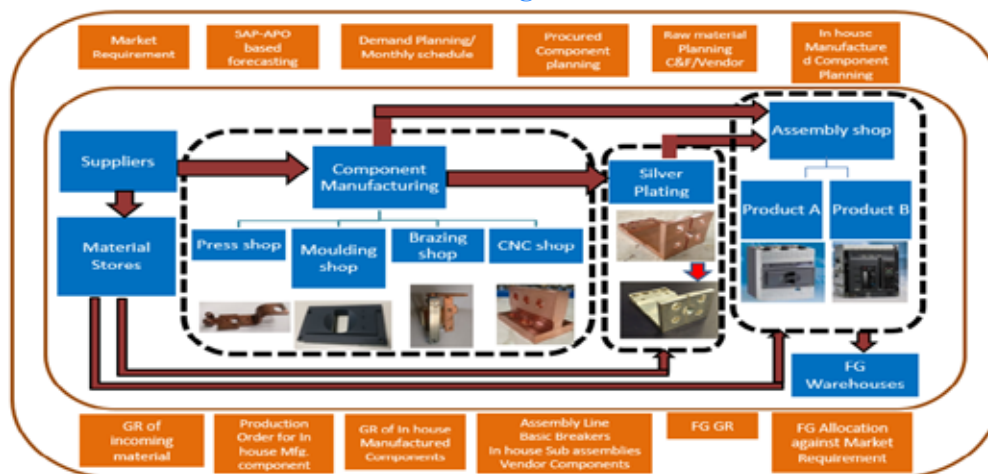 Market
Requirement
SAP-APO
based
forecasting
Demand Planning/
Monthly schedule
Procured
Component
planning
Raw material
Planning
C&F/Vendor
In house
Manufacture
d Component
Planning
Suppliers
Component
Manufacturing
Silver
Plating
Assembly shop
Material
Stores
Press shop
Moulding
shop
Brazing
shop
CNC shop
Product A
Product B
FG
Warehouses
GR of
incoming
material
Production
Order for In
house Mfg.
component
GR of In house
Manufactured
Components
Assembly Line
Basic Breakers
In house Sub assemblies
Vendor Components
FG GR
FG Allocation
against Market
Requirement